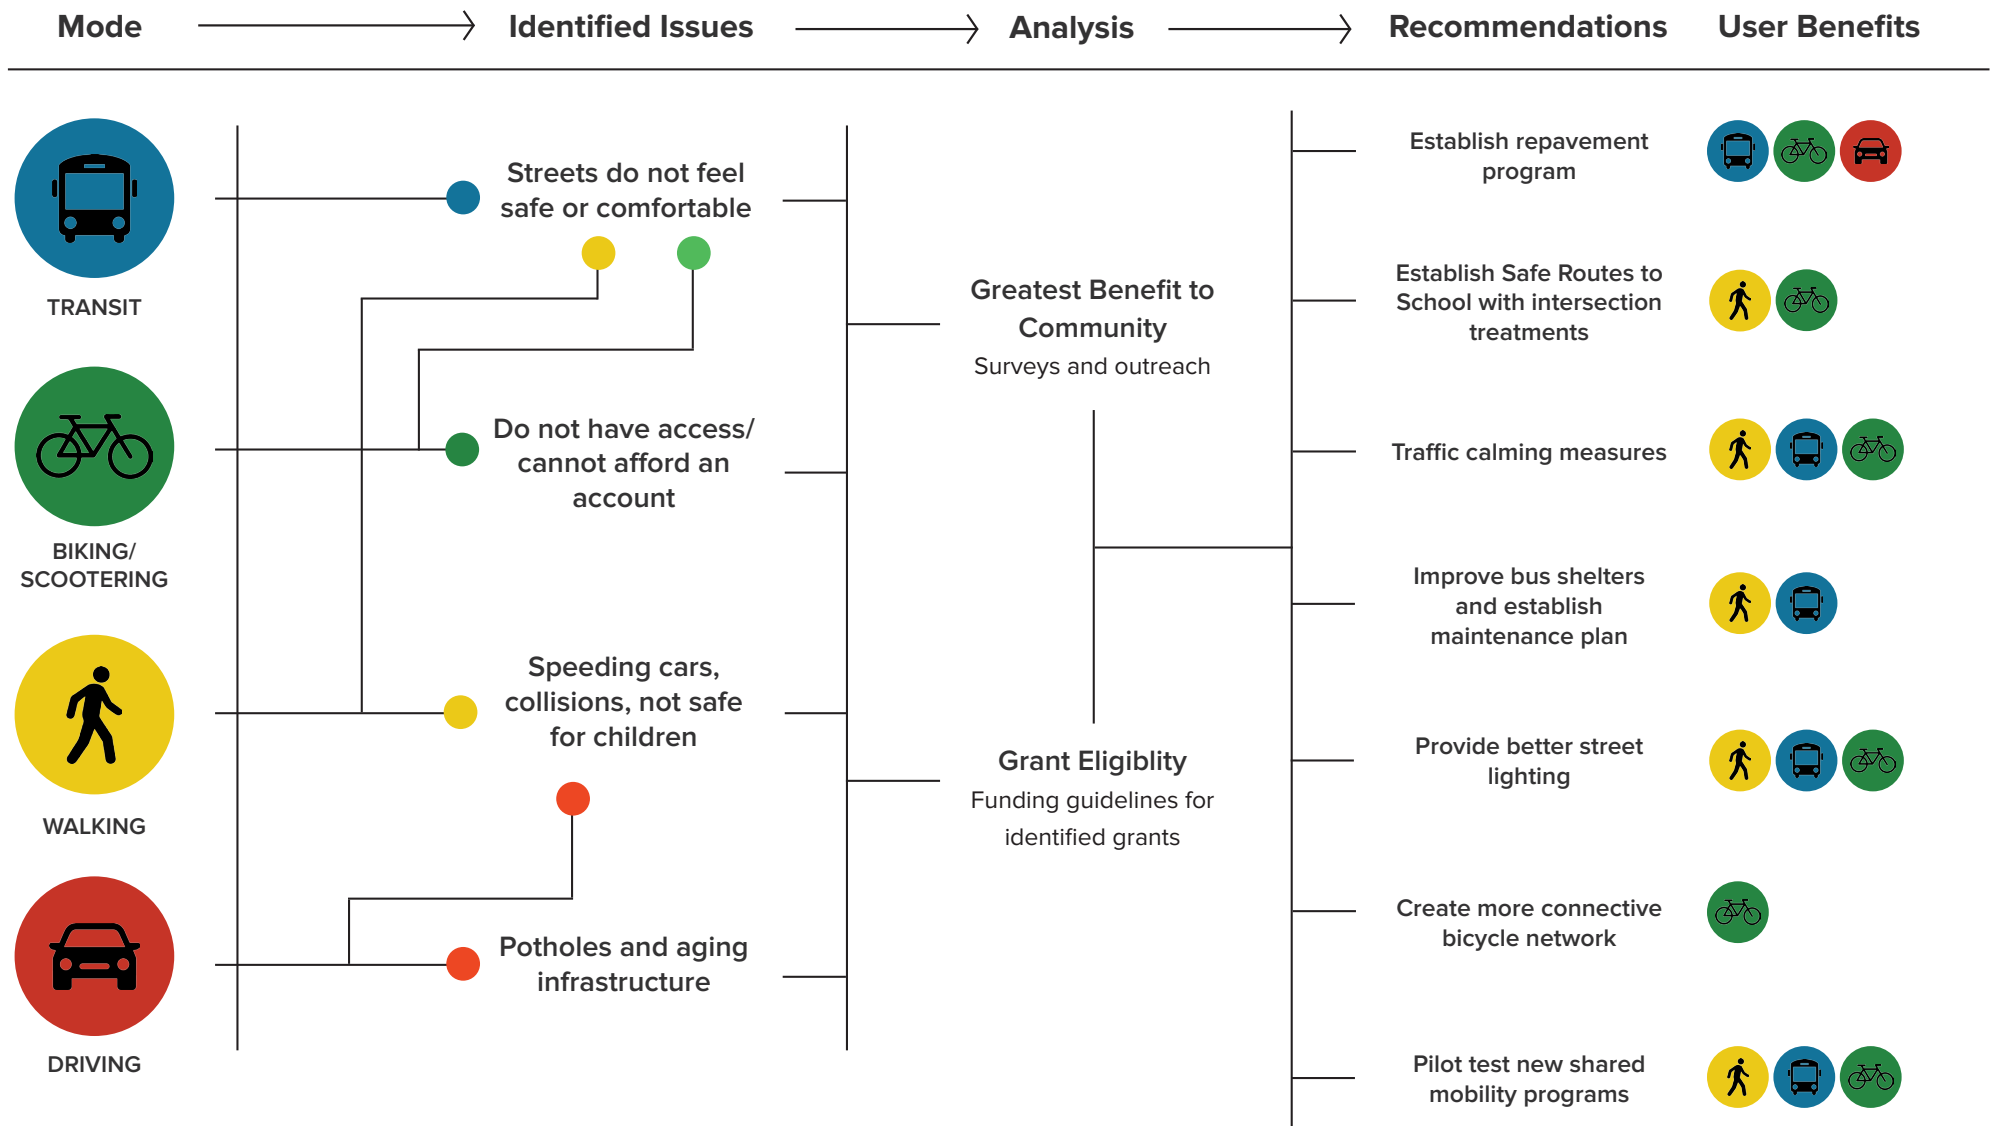 Mode
Identified Issues
Analysis
Recommendations
User Benefits
TRANSIT
BIKING/
SCOOTERING
WALKING
DRIVING
Streets do not feel
safe or comfortable
Do not have access/
cannot afford an
account
Speeding cars,
collisions, not safe
for children
Potholes and aging
infrastructure
Greatest Benefit to
Community
Surveys and outreach
Grant Eligiblity
Funding guidelines for
identified grants
Establish repavement
program
Establish Safe Routes to
School with intersection
treatments
Traffic calming measures
Improve bus shelters
and establish
maintenance plan
Provide better street
lighting
Create more connective
bicycle network
Pilot test new shared
mobility programs